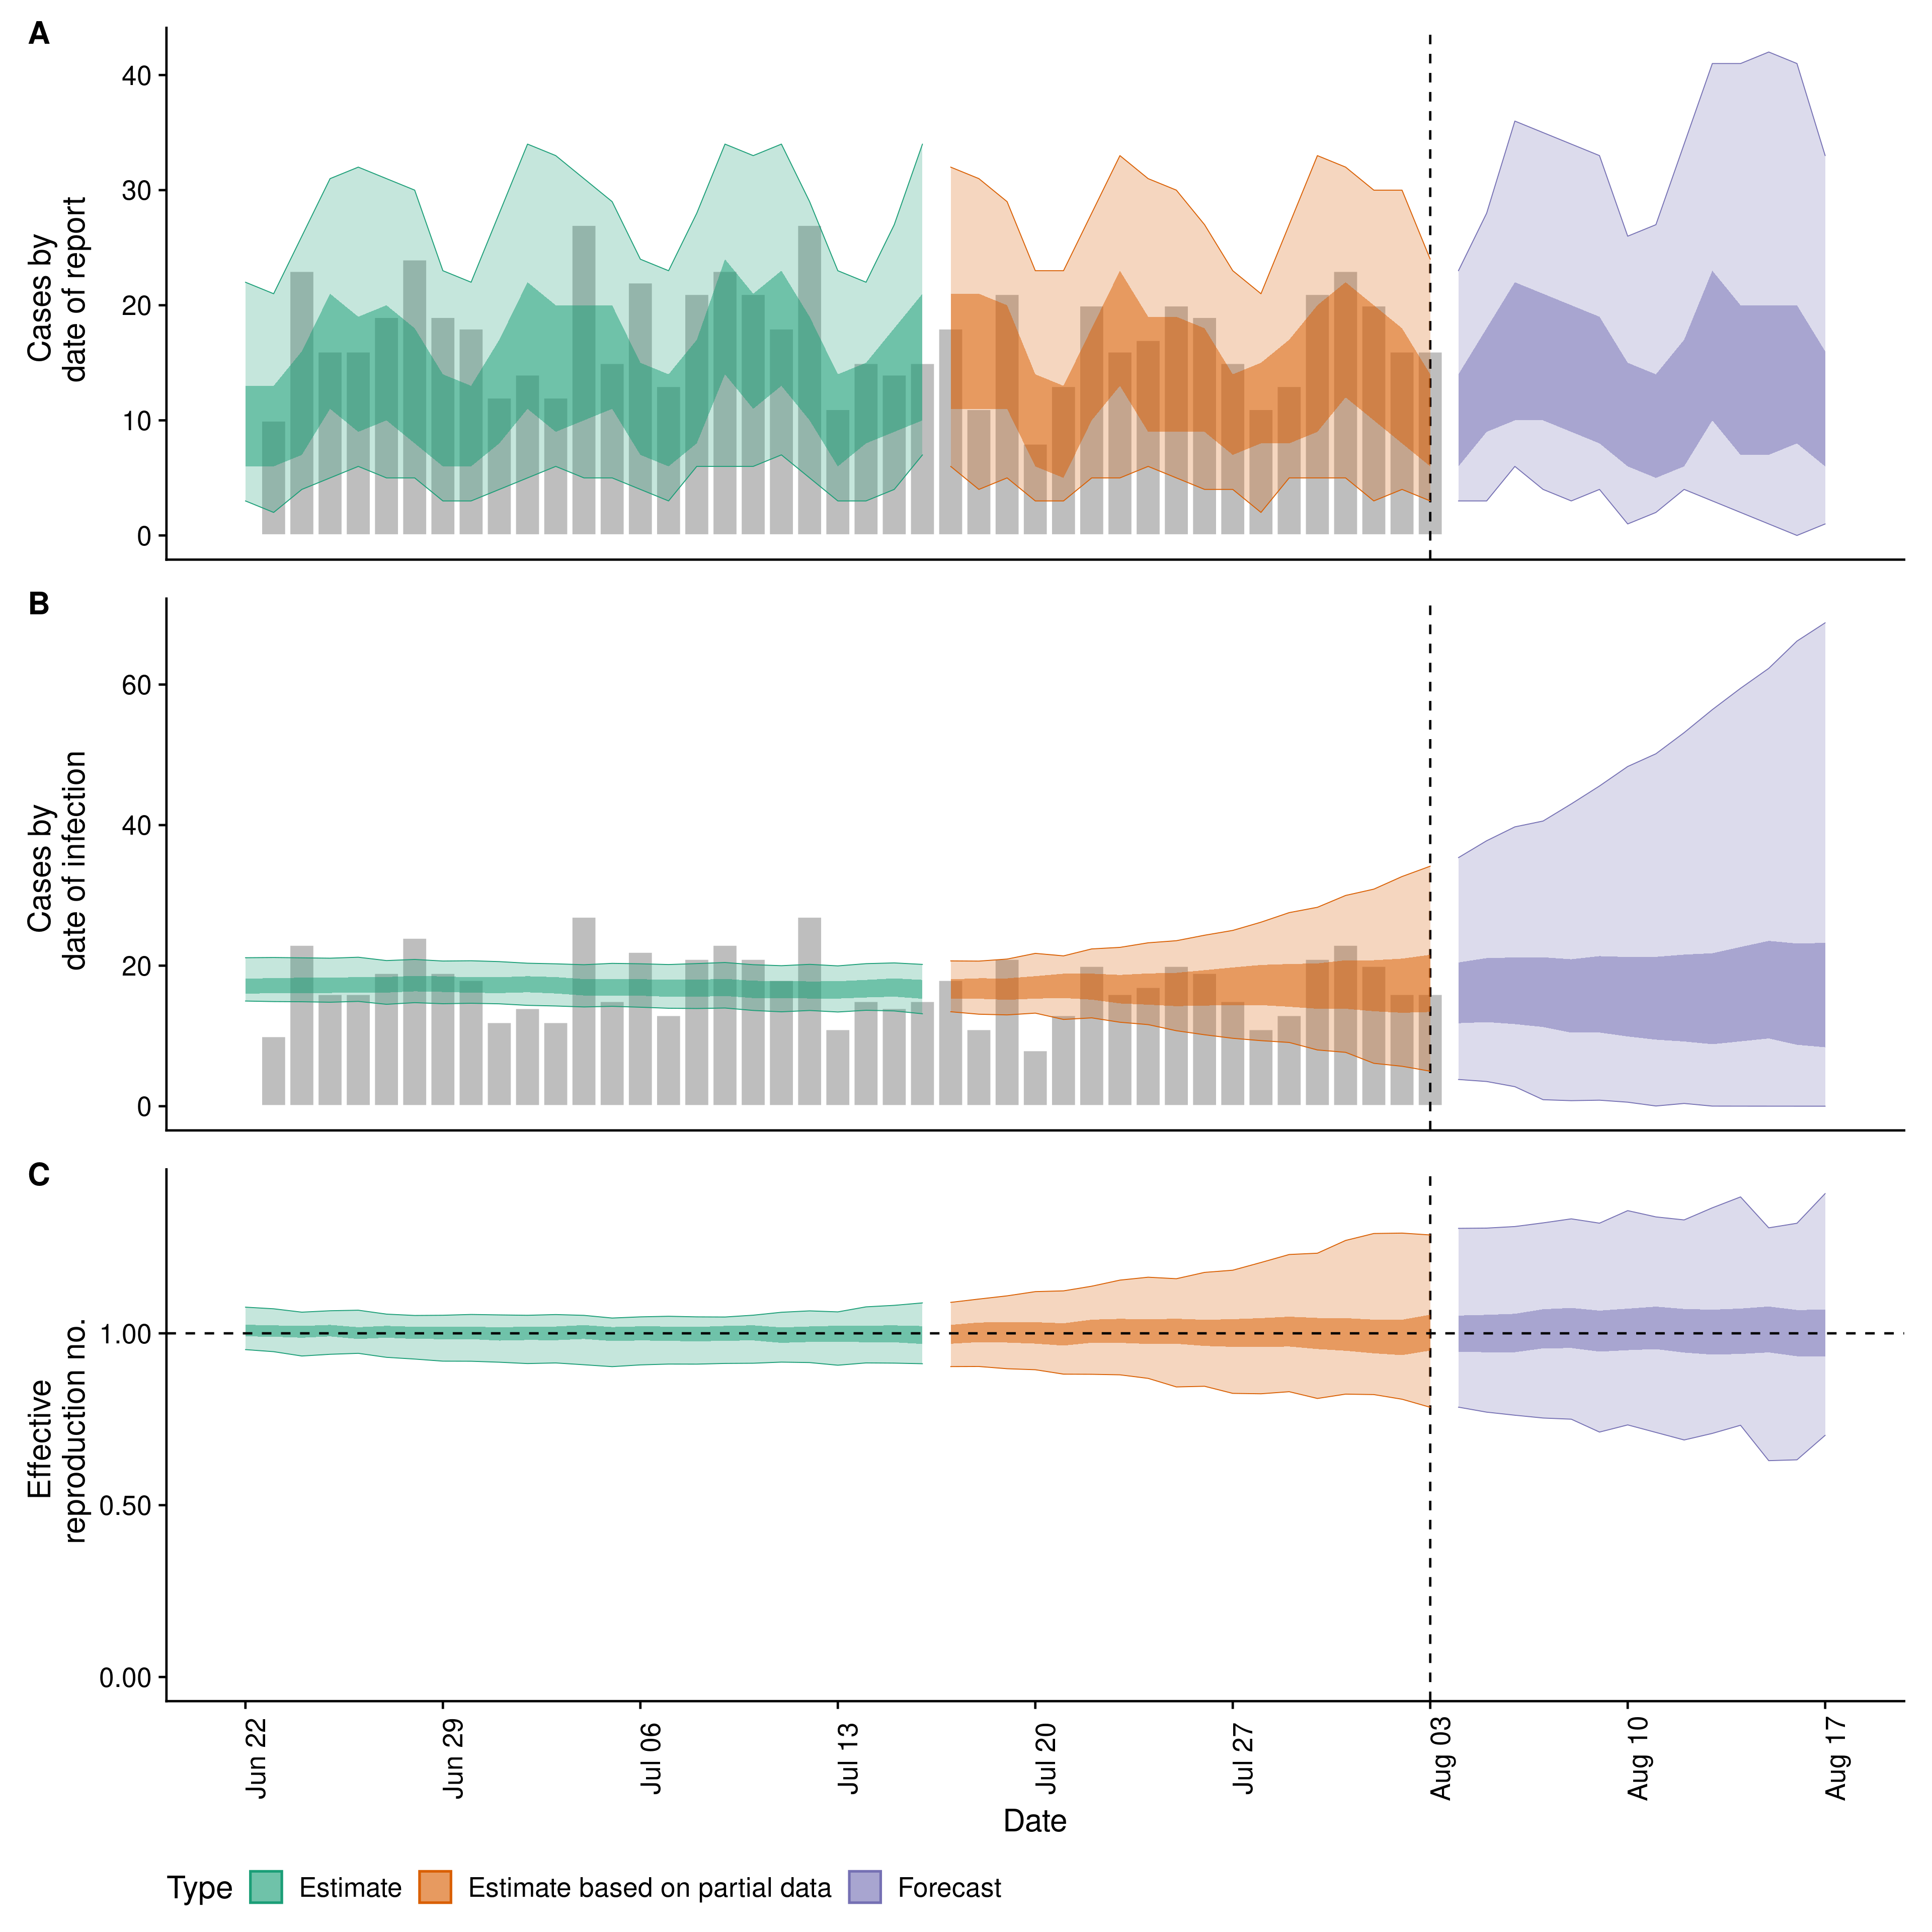 A
Cases by
date of report
40
30
20
10
0
B
Cases by
date of infection
60
40
20
0
C
Effective
reproduction no.
1.00
0.50
0.00
Jun 22
Jun 29
Jul 06
Jul 13
Jul 20
Jul 27
Aug 03
Aug 10
Aug 17
Date
Type Estimate Estimate based on partial data Forecast